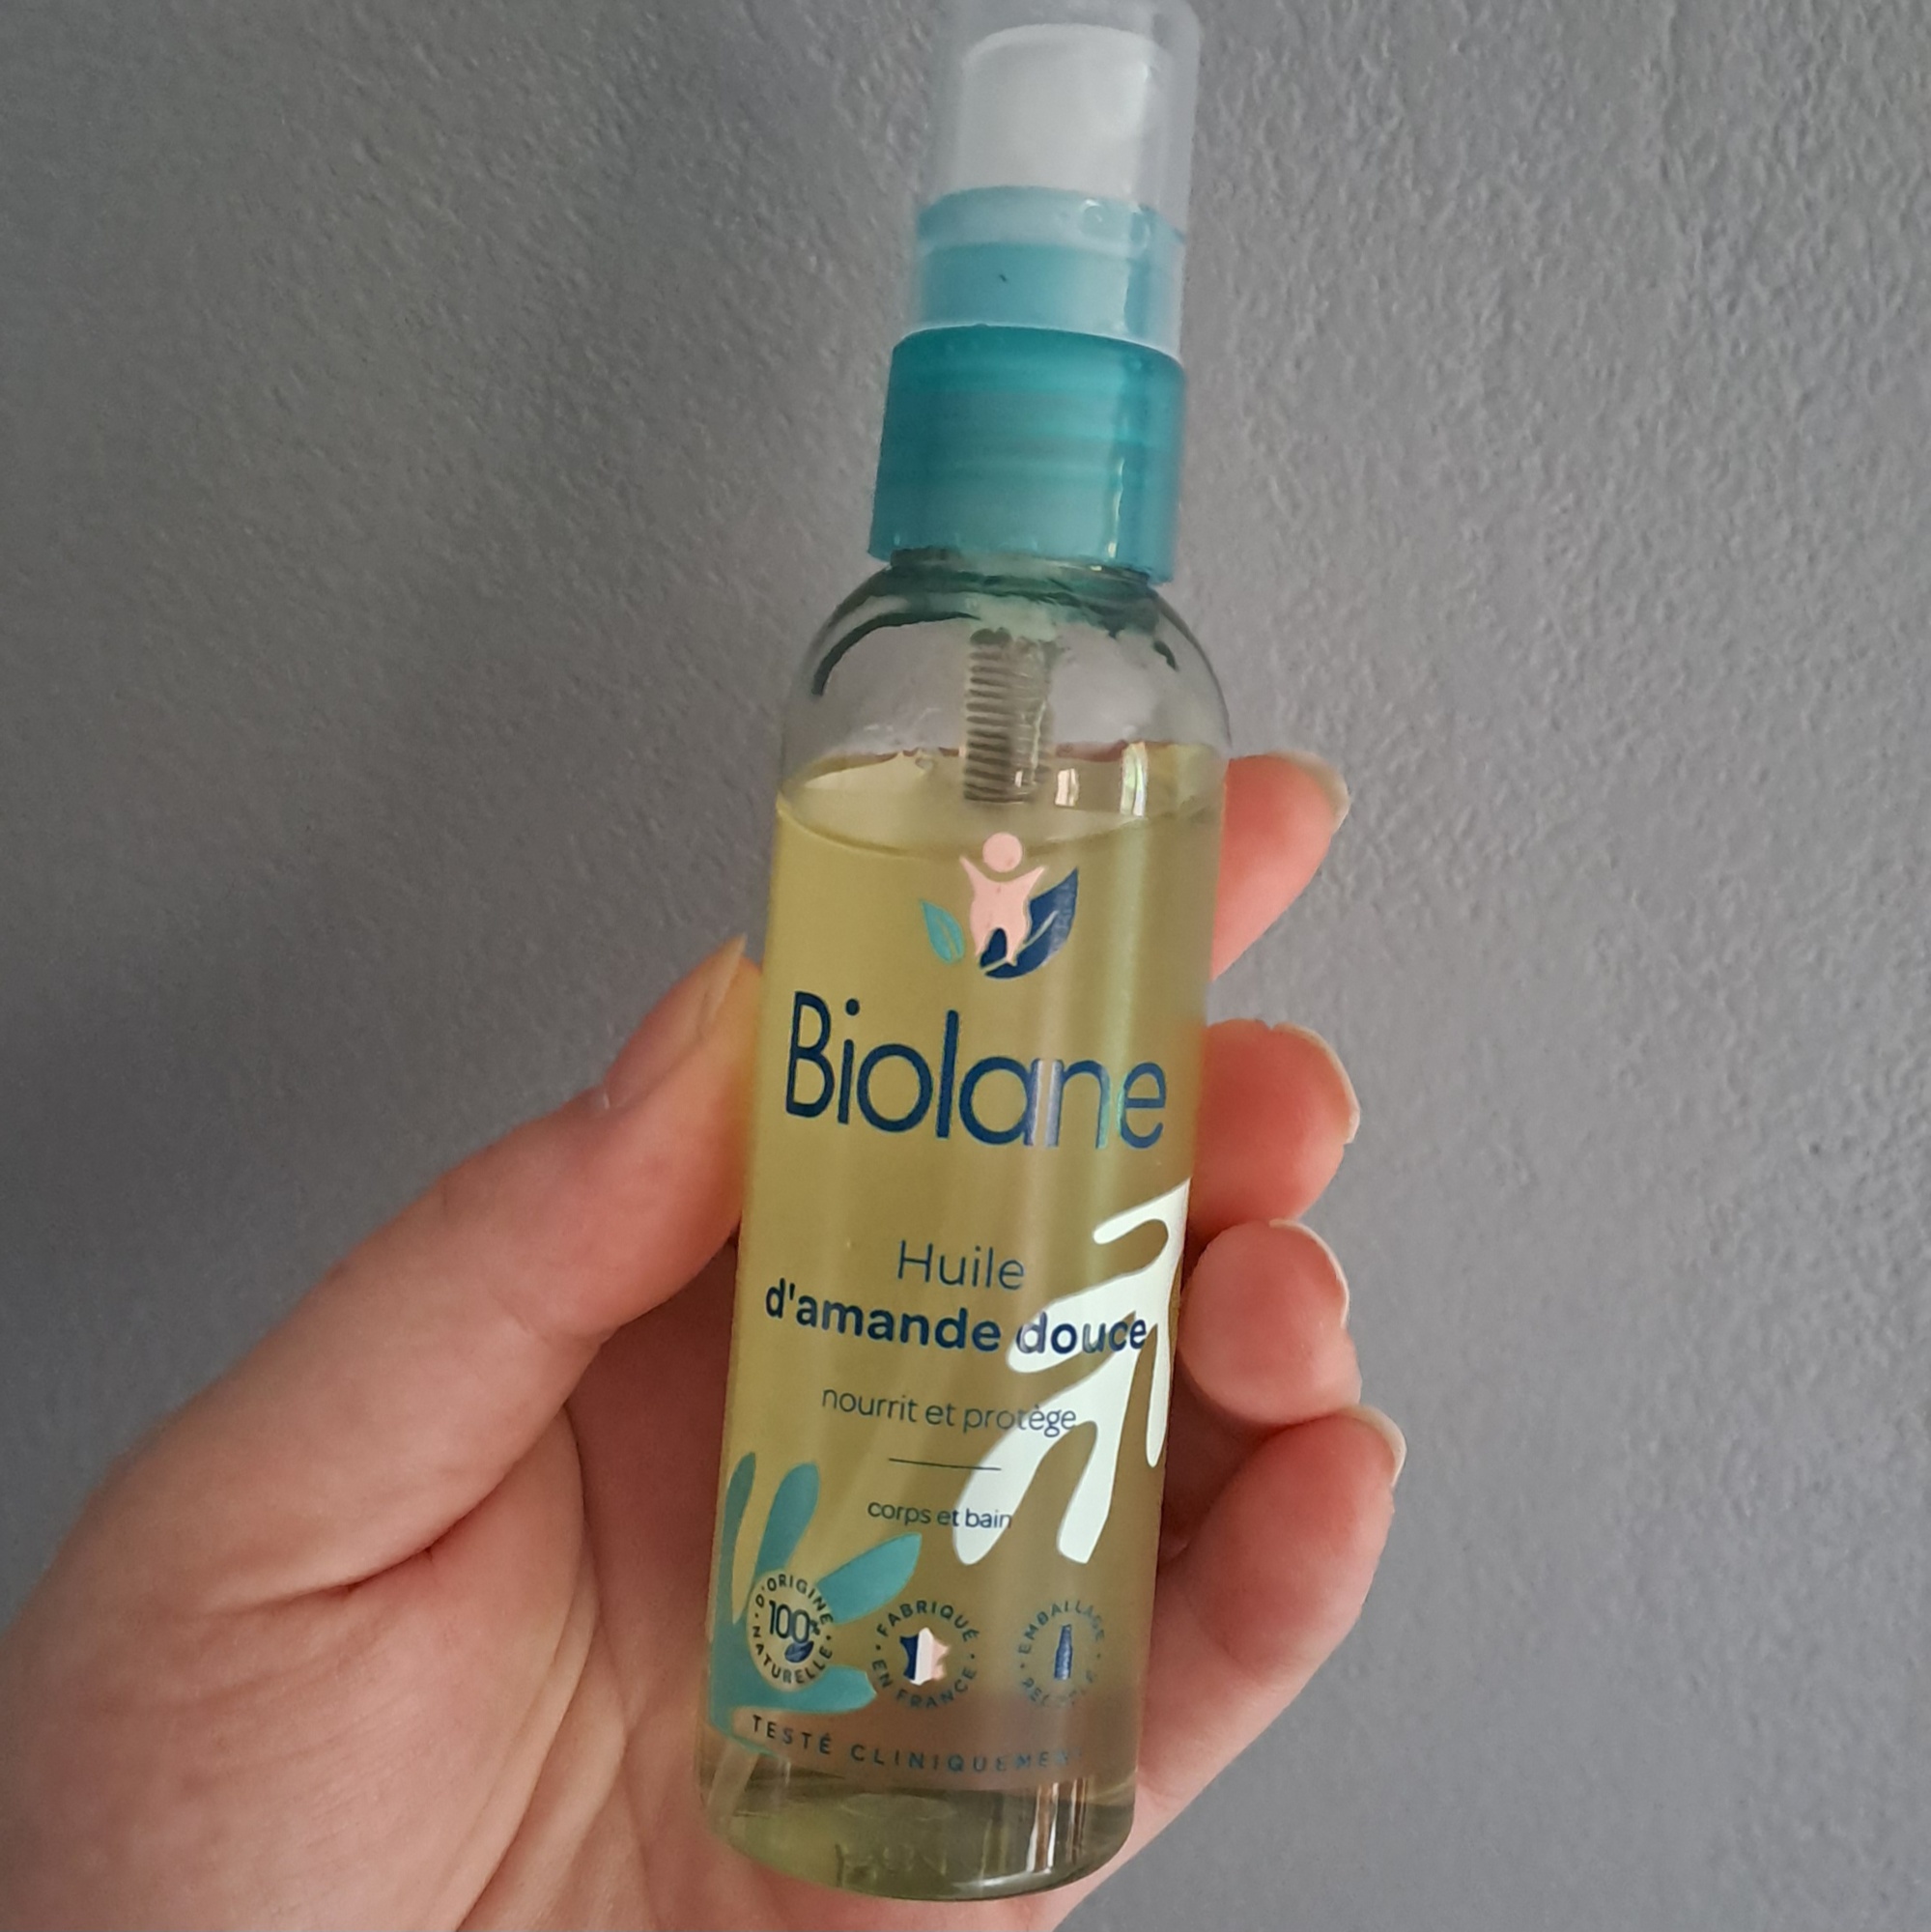 Biolane
Huile
d'amande douce
nourrit et protège
corps et bain
D'ORIGINE
100%
NATURELLE
FABRIQUÉ
EN FRANCE
EMBALLAGE
TESTÉ CLINIQUEMENT